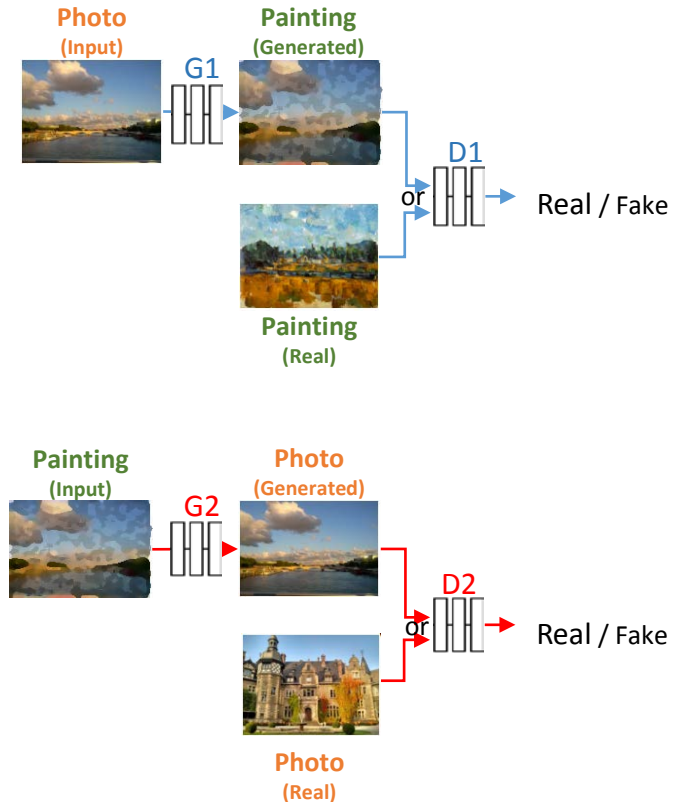 Photo
(Input)
Painting
(Generated)
G1
D1
or
Real / Fake
Painting
(Real)
Painting
(Input)
Photo
(Generated)
G2
D2
or
Real / Fake
Photo
(Real)